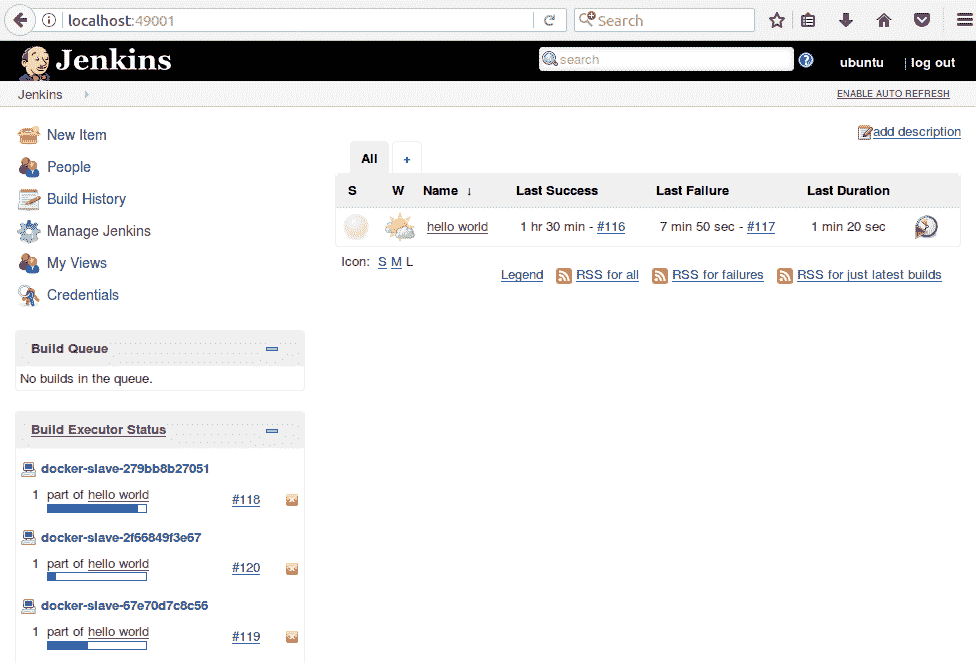 localhost:49001
Search
Jenkins
search
ubuntu
| log out
Jenkins
ENABLE AUTO REFRESH
New Item
People
Build History
Manage Jenkins
My Views
Credentials
add description
All
+
S W Name ↓ Last Success Last Failure Last Duration
hello world 1 hr 30 min - #116 7 min 50 sec - #117 1 min 20 sec
Icon: S M L
Legend RSS for all RSS for failures RSS for just latest builds
Build Queue
No builds in the queue.
Build Executor Status
docker-slave-279bb8b27051
1 part of hello world #118
docker-slave-2f66849f3e67
1 part of hello world #120
docker-slave-67e70d7c8c56
1 part of hello world #119